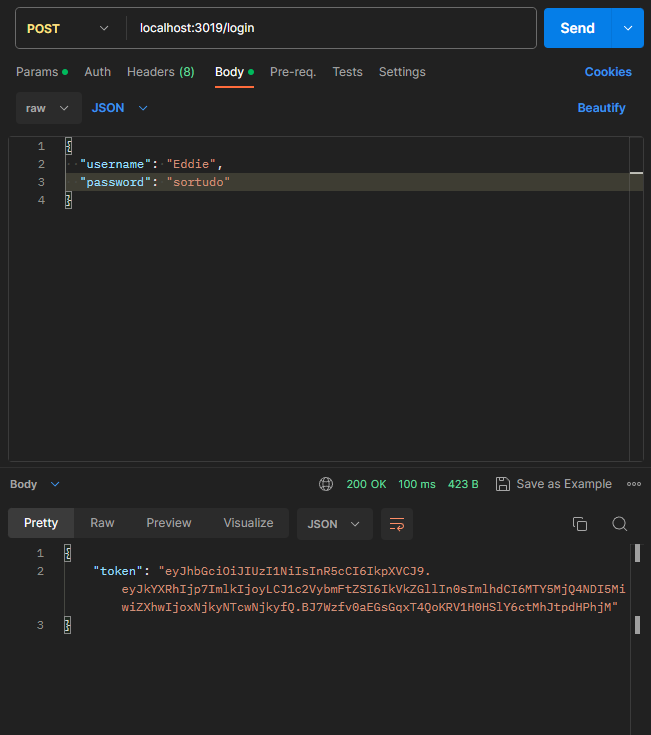 POST localhost:3019/login Send
Params Auth Headers (8) Body Pre-req. Tests Settings Cookies
raw JSON Beautify
1 {
2 "username": "Eddie",
3 "password": "sortudo"
4 }
Body 200 OK 100 ms 423 B Save as Example
Pretty Raw Preview Visualize JSON
1 {
2 "token": "eyJhbGciOiJIUzI1NiIsInR5cCI6IkpXVCJ9.
eyJkYXRhIjp7ImlkIjoyLCJ1c2VybmFtZSI6IkVkZGllIn0sImlhdCI6MTY5MjQ4NDI5Mi
wiZXhwIjoxNjkyNTcwNjkyfQ.BJ7Wzfv0aEGsGqxT4QoKRV1H0HSlY6ctMhJtpdHPhjM"
3 }